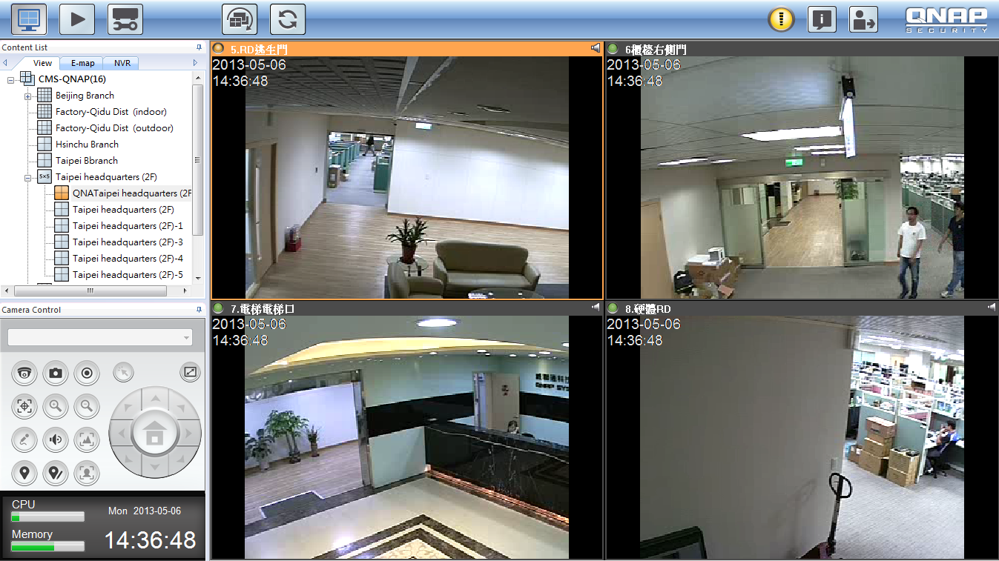 QNAP
SECURITY
Content List
View
E-map
NVR
CMS-QNAP(16)
Beijing Branch
Factory-Qidu Dist (indoor)
Factory-Qidu Dist (outdoor)
Hsinchu Branch
Taipei Bbranch
5x5 Taipei headquarters (2F)
QNATaipei headquarters (2F
Taipei headquarters (2F)
Taipei headquarters (2F)-1
Taipei headquarters (2F)-3
Taipei headquarters (2F)-4
Taipei headquarters (2F)-5
Camera Control
CPU
Mon 2013-05-06
Memory
14:36:48
5.RD逃生門
2013-05-06
14:36:48
6櫃檯右側門
2013-05-06
14:36:48
7.電梯電梯口
2013-05-06
14:36:48
8.硬體RD
2013-05-06
14:36:48